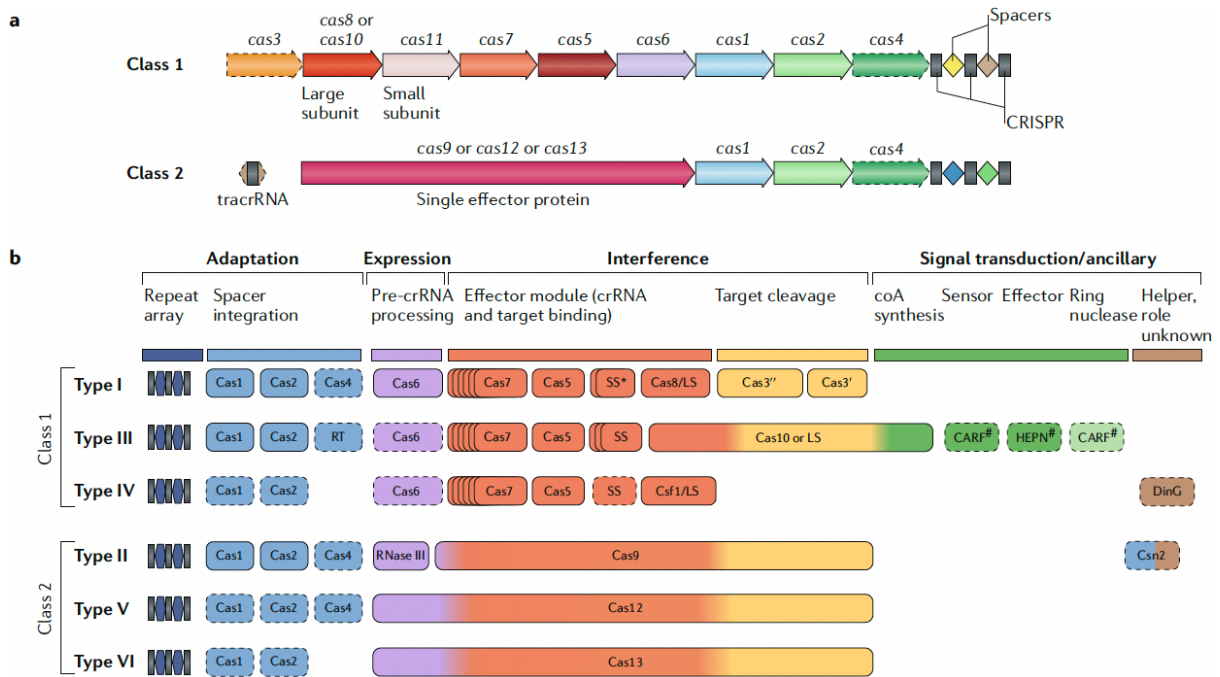 a
Spacers
cas8 or
cas3 cas10 cas11 cas7 cas5 cas6 cas1 cas2 cas4
Class 1
Large
subunit
Small
subunit
CRISPR
cas9 or cas12 or cas13 cas1 cas2 cas4
Class 2
tracrRNA
Single effector protein
b
Adaptation Expression Interference Signal transduction/ancillary
Repeat
array
Spacer
integration
Pre-crRNA
processing
Effector module (crRNA
and target binding)
Target cleavage
coA
synthesis
Sensor
Effector
Ring
nuclease
Helper,
role
unknown
Class 1
Type I Cas1 Cas2 Cas4 Cas6 Cas7 Cas5 SS* Cas8/LS Cas3′′ Cas3′
Type III Cas1 Cas2 RT Cas6 Cas7 Cas5 SS Cas10 or LS CARF# HEPN# CARF#
Type IV Cas1 Cas2 Cas6 Cas7 Cas5 SS Csf1/LS DinG
Class 2
Type II Cas1 Cas2 Cas4 RNase III Cas9 Csn2
Type V Cas1 Cas2 Cas4 Cas12
Type VI Cas1 Cas2 Cas13